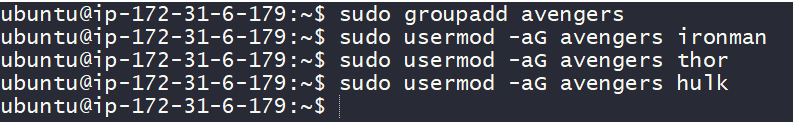 ubuntu@ip-172-31-6-179:~$ sudo groupadd avengers
ubuntu@ip-172-31-6-179:~$ sudo usermod -aG avengers ironman
ubuntu@ip-172-31-6-179:~$ sudo usermod -aG avengers thor
ubuntu@ip-172-31-6-179:~$ sudo usermod -aG avengers hulk
ubuntu@ip-172-31-6-179:~$